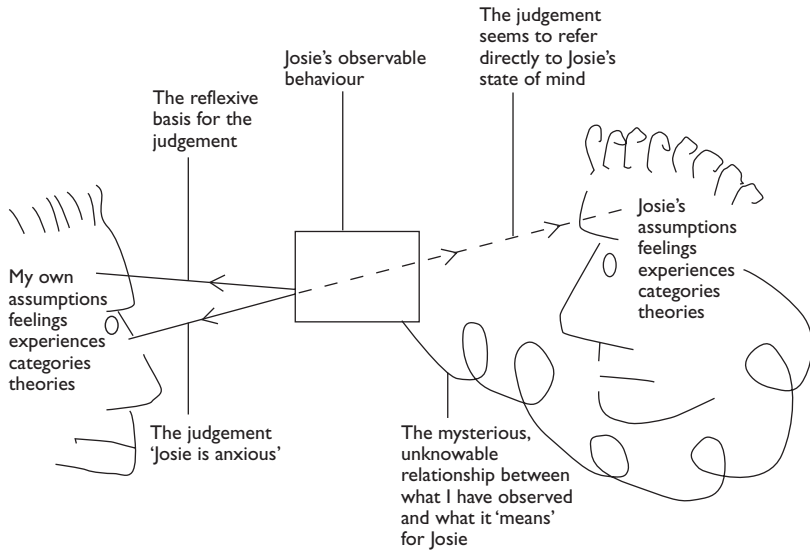 The judgement
seems to refer
directly to Josie's
state of mind
Josie's observable
behaviour
The reflexive
basis for the
judgement
Josie's
assumptions
feelings
experiences
categories
theories
My own
assumptions
feelings
experiences
categories
theories
The judgement
'Josie is anxious'
The mysterious,
unknowable
relationship between
what I have observed
and what it 'means'
for Josie